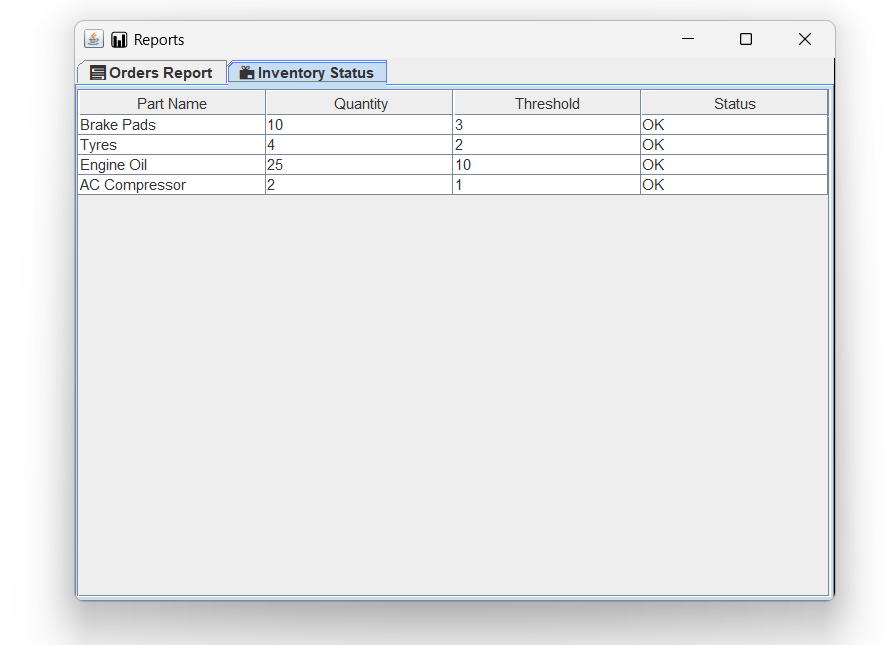 Reports
Orders Report Inventory Status
Part Name Quantity Threshold Status
Brake Pads 10 3 OK
Tyres 4 2 OK
Engine Oil 25 10 OK
AC Compressor 2 1 OK